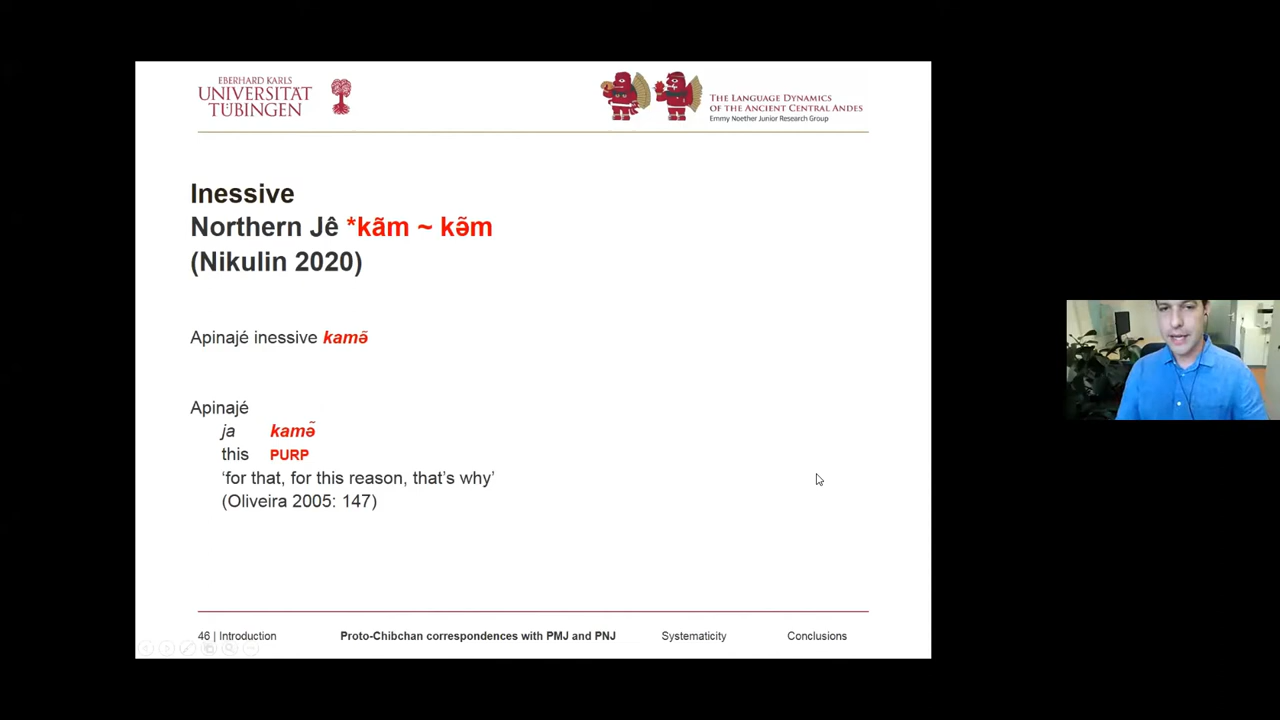 EBERHARD KARLS
UNIVERSITÄT
TÜBINGEN
THE LANGUAGE DYNAMICS
OF THE ANCIENT CENTRAL ANDES
Emmy Noether Junior Research Group
Inessive
Northern Jê *kãm ~ kə̃m
(Nikulin 2020)
Apinajé inessive kamə̃
Apinajé
ja kamə̃
this PURP
‘for that, for this reason, that’s why’
(Oliveira 2005: 147)
46 | Introduction Proto-Chibchan correspondences with PMJ and PNJ Systematicity Conclusions